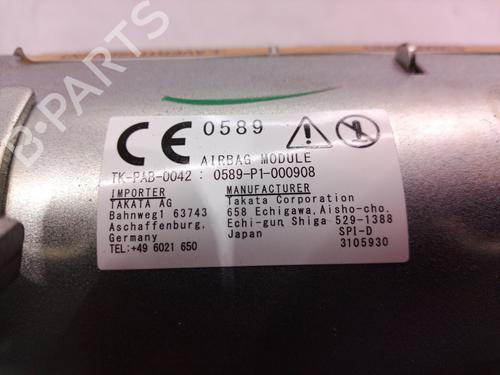 B-PARTS
CE 0589
AIRBAG MODULE
TK-PAB-0042 : 0589-P1-000908
IMPORTER
TAKATA AG
Bahnweg1 63743
Aschaffenburg,
Germany
TEL:+49 6021 650
MANUFACTURER
Takata Corporation
658 Echigawa, Aisho-cho.
Echi-gun, Shiga 529-1388
Japan SPI-D
3105930